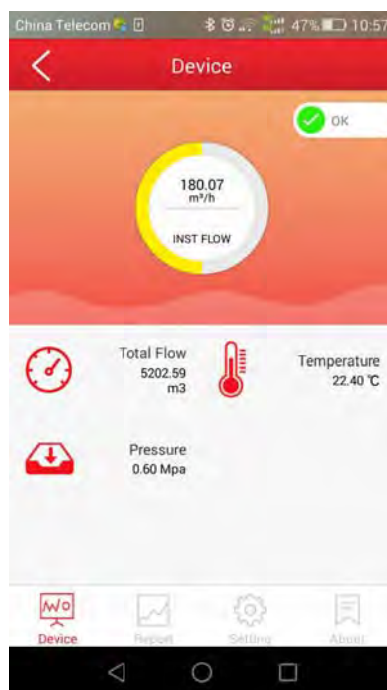 China Telecom 47% 10:57
Device
OK
180.07
m³/h
INST FLOW
Total Flow
5202.59
m3
Temperature
22.40 ℃
Pressure
0.60 Mpa
Device Report Setting About